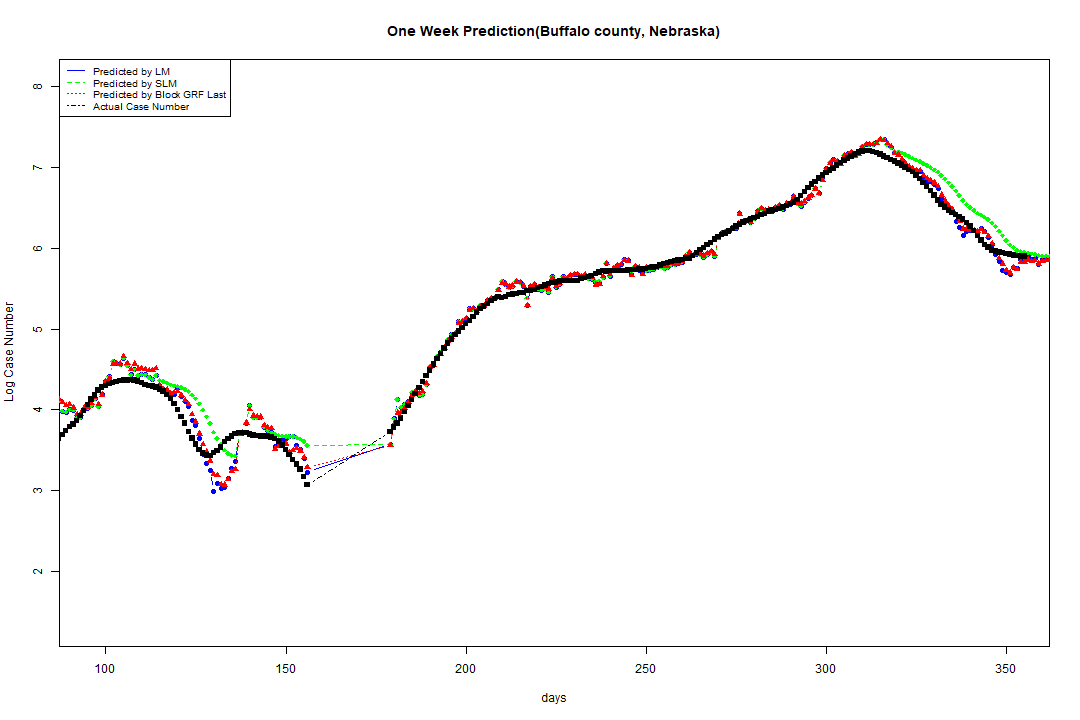 One Week Prediction(Buffalo county, Nebraska)
Predicted by LM
Predicted by SLM
Predicted by Block GRF Last
Actual Case Number
8
7
6
5
4
3
2
Log Case Number
100 150 200 250 300 350
days